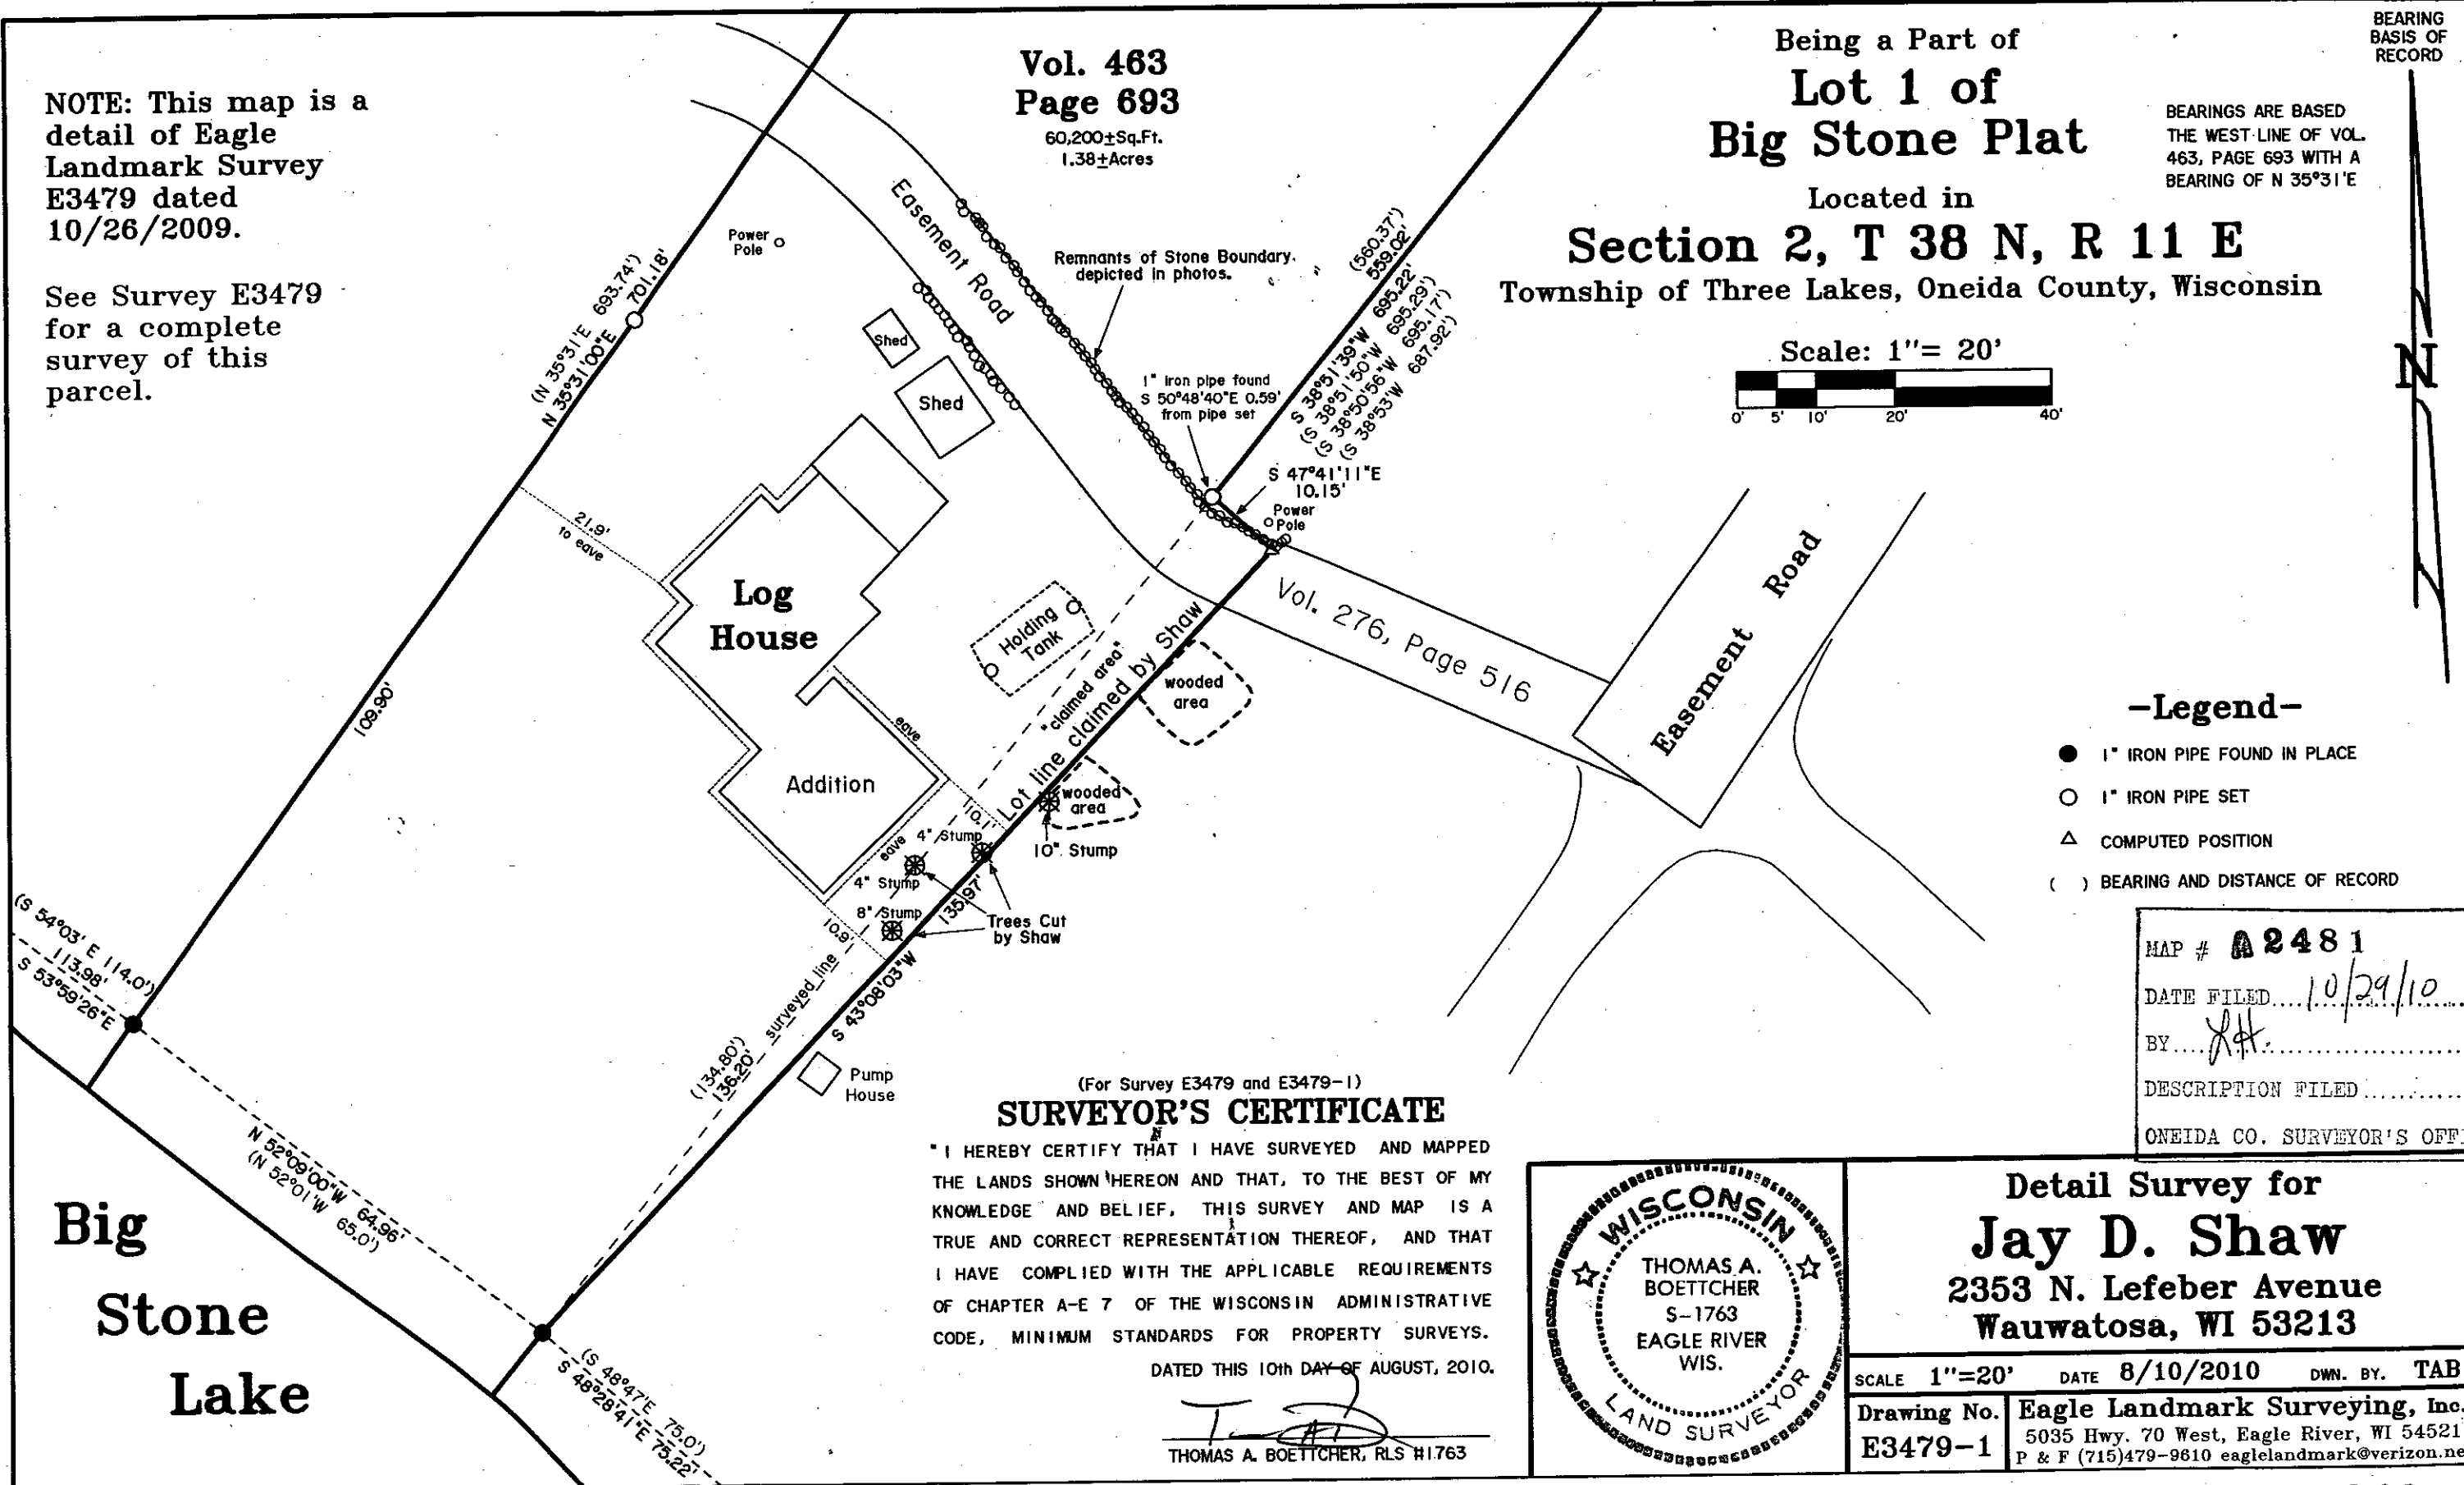 NOTE: This map is a
detail of Eagle
Landmark Survey
E3479 dated
10/26/2009.
See Survey E3479
for a complete
survey of this
parcel.
Vol. 463
Page 693
60,200±Sq.Ft.
1.38±Acres
Being a Part of
Lot 1 of
Big Stone Plat
Located in
Section 2, T 38 N, R 11 E
Township of Three Lakes, Oneida County, Wisconsin
Scale: 1"= 20'
0' 5' 10' 20' 40'
BEARING
BASIS OF
RECORD
BEARINGS ARE BASED
THE WEST LINE OF VOL.
463, PAGE 693 WITH A
BEARING OF N 35°31'E
N
Easement Road
Power
Pole
Remnants of Stone Boundary
depicted in photos.
(N 35°31'E 693.74')
N 35°31'00"E 701.18'
Shed
Shed
1" Iron pipe found
S 50°48'40"E 0.59'
from pipe set
(560.37')
559.02'
S 38°51'39"W 695.22'
(S 38°51'50"W 695.29')
(S 38°50'56"W 695.17')
(S 38°53'W 687.92')
S 47°41'11"E
10.15'
Power
Pole
21.9'
to eave
Log
House
Holding
Tank
"claimed area"
Lot line claimed by Shaw
wooded
area
Vol. 276, Page 516
Easement Road
109.90'
eave
Addition
wooded
area
10.1'
eave
4" Stump
10" Stump
4" Stump
8" Stump
135.97'
Trees Cut
by Shaw
10.9'
surveyed line
S 43°08'03"W
(134.80')
136.20'
Pump
House
(S 54°03' E 114.0')
113.98'
S 53°59'26"E
N 52°09'00"W 64.96'
(N 52°01'W 65.0')
(S 48°47'E 75.0')
S 48°28'41"E 75.22'
Big
Stone
Lake
-Legend-
1" IRON PIPE FOUND IN PLACE
1" IRON PIPE SET
COMPUTED POSITION
( ) BEARING AND DISTANCE OF RECORD
MAP # A2481
DATE FILED....10/29/10
BY....
DESCRIPTION FILED
ONEIDA CO. SURVEYOR'S OFFI
(For Survey E3479 and E3479-1)
SURVEYOR'S CERTIFICATE
"I HEREBY CERTIFY THAT I HAVE SURVEYED AND MAPPED
THE LANDS SHOWN HEREON AND THAT, TO THE BEST OF MY
KNOWLEDGE AND BELIEF, THIS SURVEY AND MAP IS A
TRUE AND CORRECT REPRESENTATION THEREOF, AND THAT
I HAVE COMPLIED WITH THE APPLICABLE REQUIREMENTS
OF CHAPTER A-E 7 OF THE WISCONSIN ADMINISTRATIVE
CODE, MINIMUM STANDARDS FOR PROPERTY SURVEYS.
DATED THIS 10th DAY OF AUGUST, 2010.
THOMAS A. BOETTCHER, RLS #1763
WISCONSIN
THOMAS A.
BOETTCHER
S-1763
EAGLE RIVER
WIS.
LAND SURVEYOR
Detail Survey for
Jay D. Shaw
2353 N. Lefeber Avenue
Wauwatosa, WI 53213
SCALE 1"=20' DATE 8/10/2010 DWN. BY. TAB
Drawing No.
E3479-1
Eagle Landmark Surveying, Inc.
5035 Hwy. 70 West, Eagle River, WI 54521
P & F (715)479-9610 eaglelandmark@verizon.ne